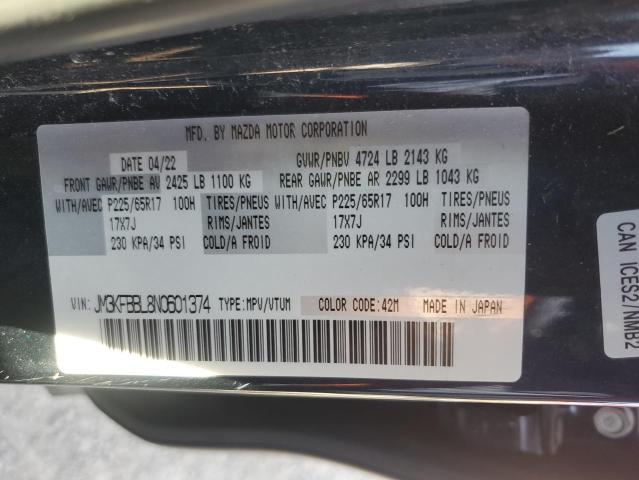 MFD. BY MAZDA MOTOR CORPORATION
DATE 04/22 GVWR/PNBV 4724 LB 2143 KG
FRONT GAWR/PNBE AV 2425 LB 1100 KG REAR GAWR/PNBE AR 2299 LB 1043 KG
WITH/AVEC P225/65R17 100H TIRES/PNEUS WITH/AVEC P225/65R17 100H TIRES/PNEUS
17X7J RIMS/JANTES 17X7J RIMS/JANTES
230 KPA/34 PSI COLD/A FROID 230 KPA/34 PSI COLD/A FROID
VIN: JM3KFBBL8N0601374 TYPE:MPV/VTUM COLOR CODE:42M MADE IN JAPAN
CAN ICES2/NMB2